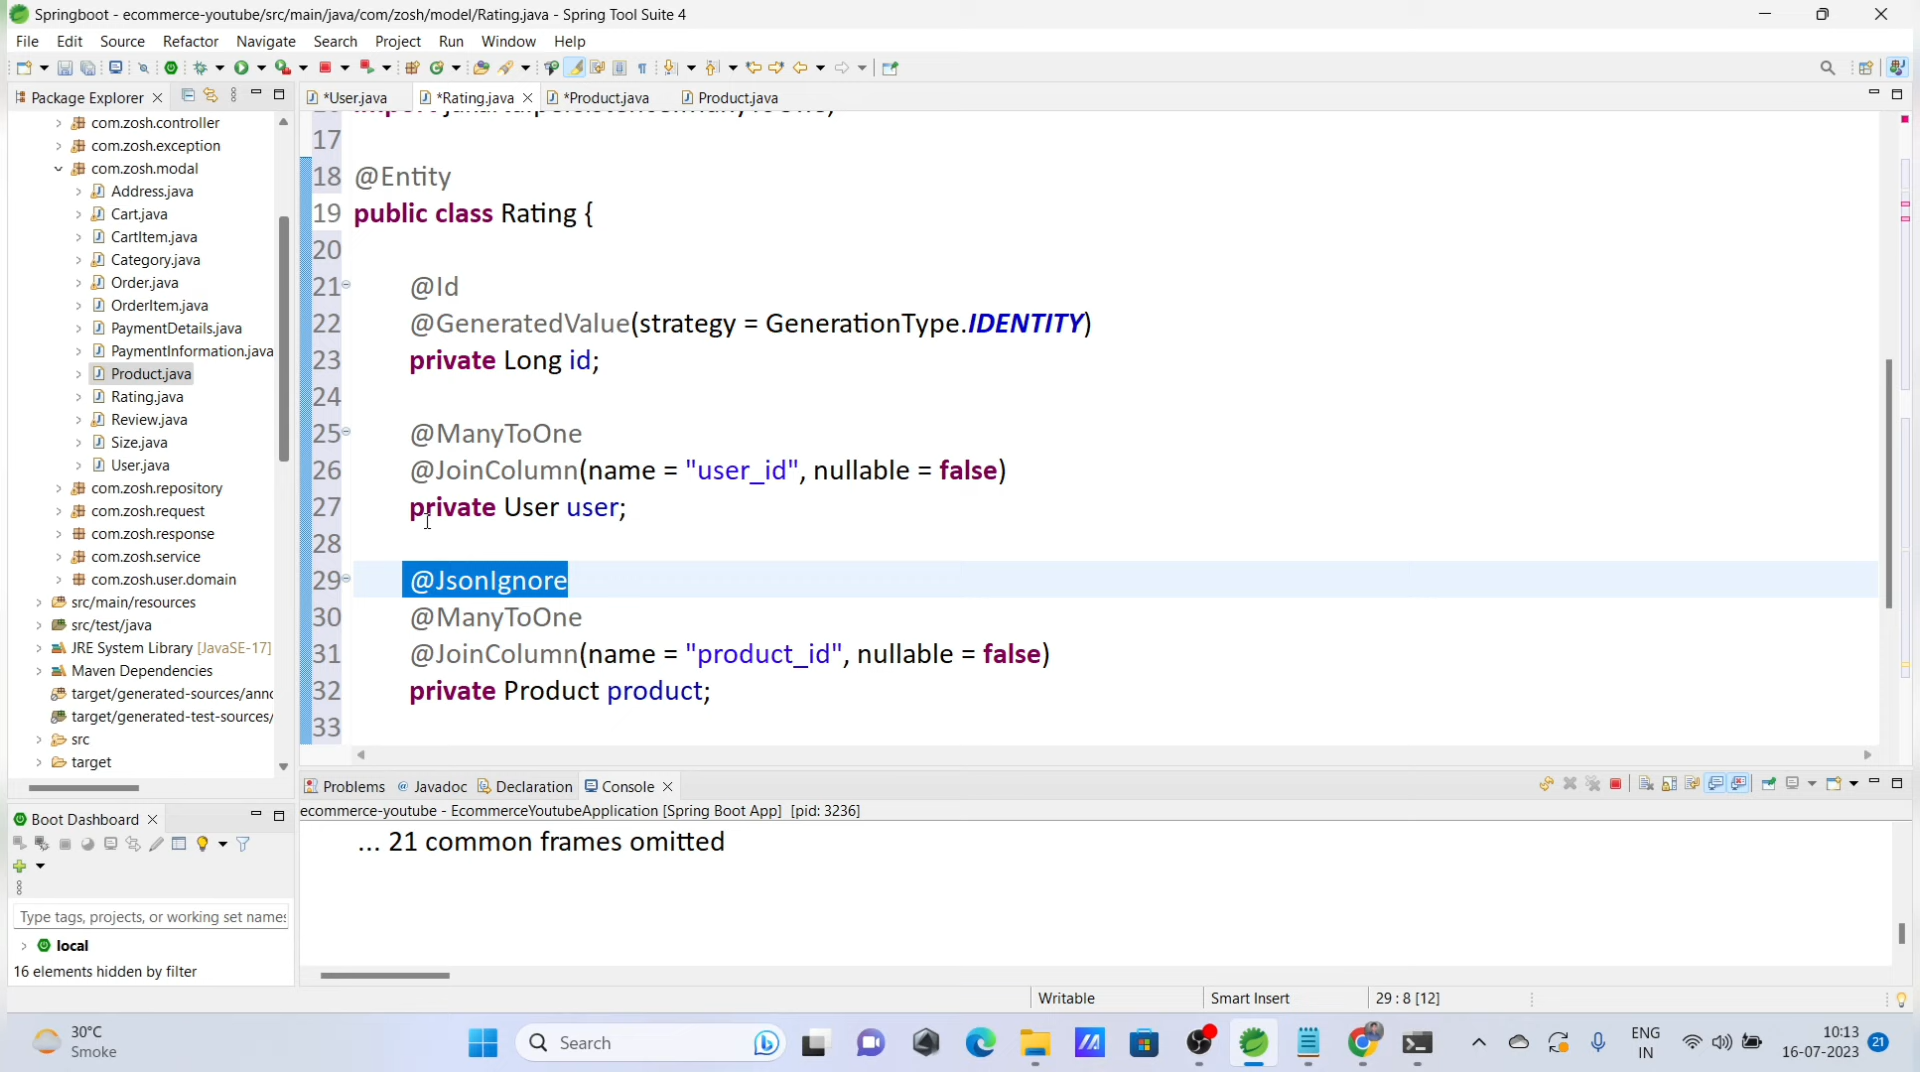 Springboot - ecommerce-youtube/src/main/java/com/zosh/model/Rating.java - Spring Tool Suite 4
File Edit Source Refactor Navigate Search Project Run Window Help
Package Explorer
*User.java
*Rating.java
*Product.java
Product.java
com.zosh.controller
com.zosh.exception
com.zosh.modal
Address.java
Cart.java
CartItem.java
Category.java
Order.java
OrderItem.java
PaymentDetails.java
PaymentInformation.java
Product.java
Rating.java
Review.java
Size.java
User.java
com.zosh.repository
com.zosh.request
com.zosh.response
com.zosh.service
com.zosh.user.domain
src/main/resources
src/test/java
JRE System Library [JavaSE-17]
Maven Dependencies
target/generated-sources/anno
target/generated-test-sources/
src
target
17
18 @Entity
19 public class Rating {
20
21 @Id
22 @GeneratedValue(strategy = GenerationType.IDENTITY)
23 private Long id;
24
25 @ManyToOne
26 @JoinColumn(name = "user_id", nullable = false)
27 private User user;
28
29 @JsonIgnore
30 @ManyToOne
31 @JoinColumn(name = "product_id", nullable = false)
32 private Product product;
33
Boot Dashboard
Type tags, projects, or working set names
local
16 elements hidden by filter
Problems @ Javadoc Declaration Console
ecommerce-youtube - EcommerceYoutubeApplication [Spring Boot App] [pid: 3236]
... 21 common frames omitted
Writable
Smart Insert
29 : 8 [12]
30°C
Smoke
Search
ENG
IN
10:13
16-07-2023
21